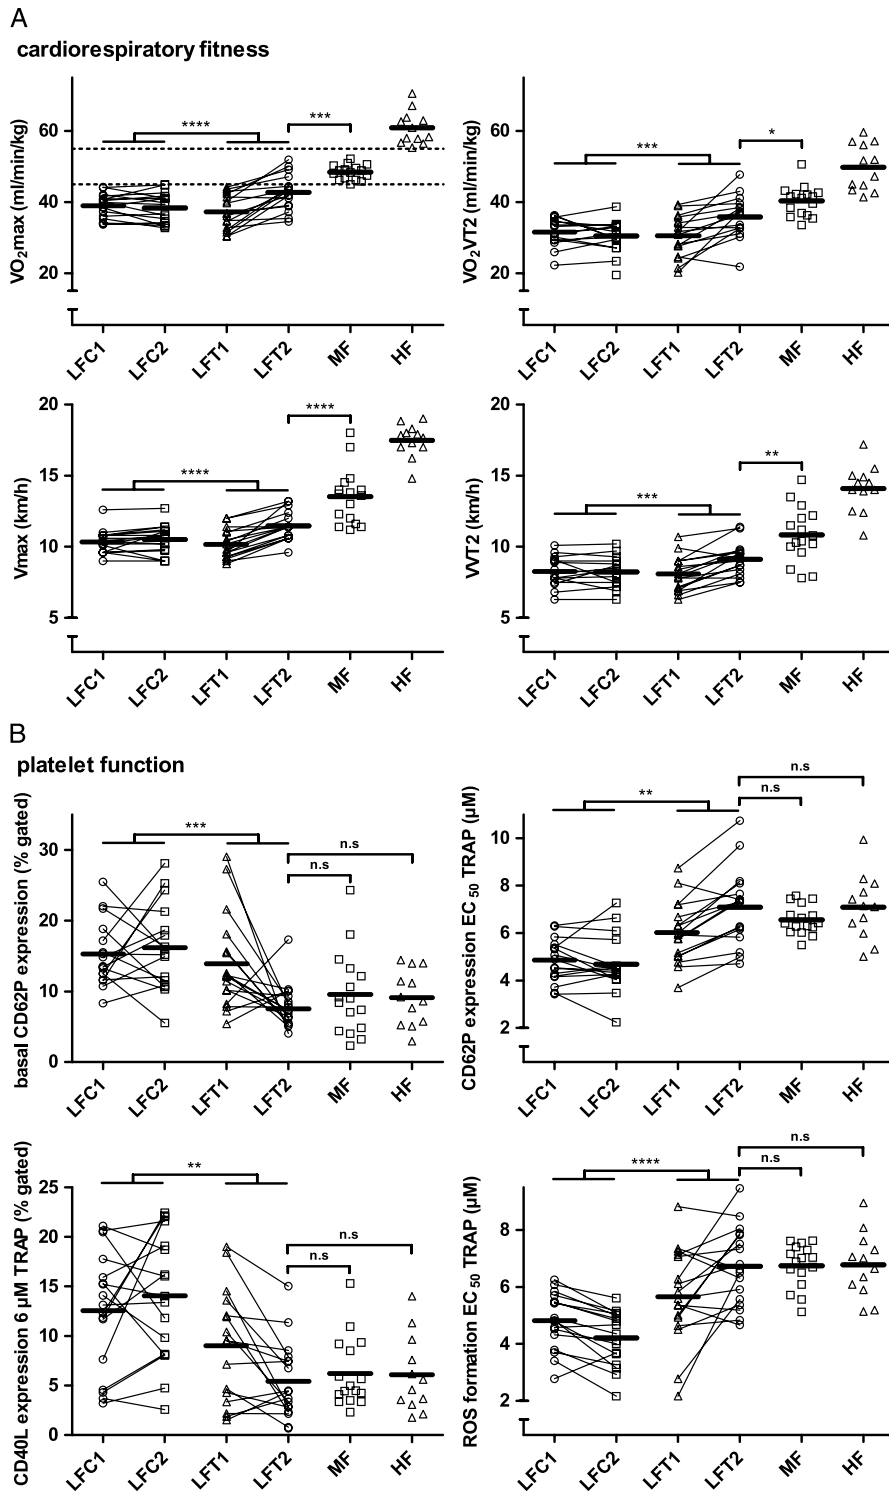 A
cardiorespiratory fitness
VO2max (ml/min/kg)
60
40
20
****
***
LFC1 LFC2 LFT1 LFT2 MF HF
VO2VT2 (ml/min/kg)
60
40
20
***
*
LFC1 LFC2 LFT1 LFT2 MF HF
Vmax (km/h)
20
15
10
5
****
****
LFC1 LFC2 LFT1 LFT2 MF HF
VVT2 (km/h)
20
15
10
5
***
**
LFC1 LFC2 LFT1 LFT2 MF HF
B
platelet function
basal CD62P expression (% gated)
30
20
10
0
***
n.s
n.s
LFC1 LFC2 LFT1 LFT2 MF HF
CD62P expression EC50 TRAP (µM)
10
8
6
4
2
**
n.s
n.s
LFC1 LFC2 LFT1 LFT2 MF HF
CD40L expression 6 µM TRAP (% gated)
25
20
15
10
5
0
**
n.s
n.s
LFC1 LFC2 LFT1 LFT2 MF HF
ROS formation EC50 TRAP (µM)
8
6
4
2
****
n.s
n.s
LFC1 LFC2 LFT1 LFT2 MF HF